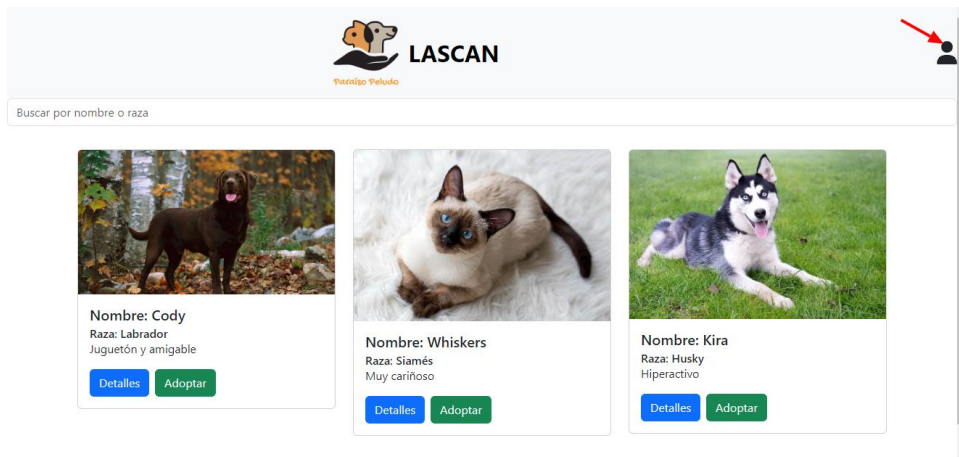 LASCAN
Paraíso Peludo
Buscar por nombre o raza
Nombre: Cody
Raza: Labrador
Juguetón y amigable
Detalles
Adoptar
Nombre: Whiskers
Raza: Siamés
Muy cariñoso
Detalles
Adoptar
Nombre: Kira
Raza: Husky
Hiperactivo
Detalles
Adoptar